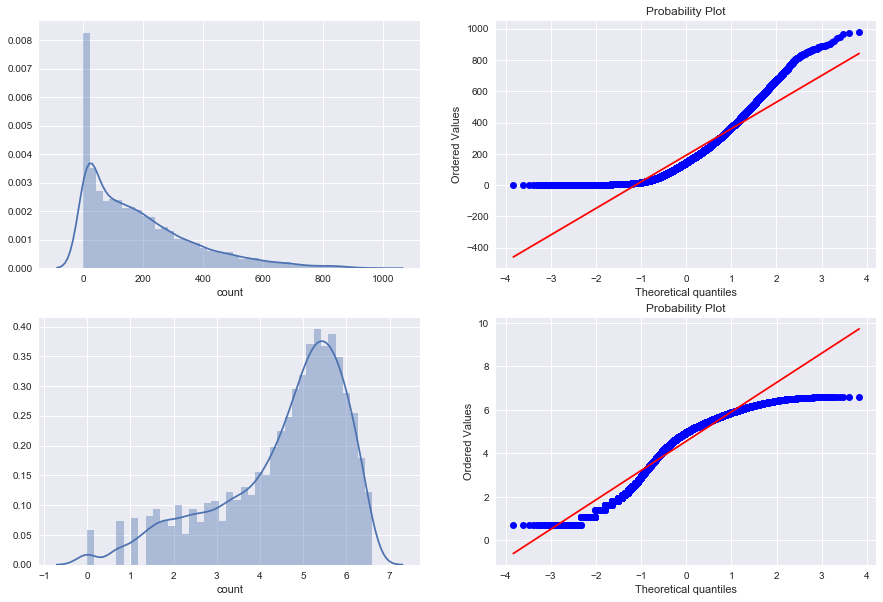 0.008
0.007
0.006
0.005
0.004
0.003
0.002
0.001
0.000
0 200 400 600 800 1000
count
Probability Plot
1000
800
600
400
200
0
−200
−400
Ordered Values
−4 −3 −2 −1 0 1 2 3 4
Theoretical quantiles
0.40
0.35
0.30
0.25
0.20
0.15
0.10
0.05
0.00
−1 0 1 2 3 4 5 6 7
count
Probability Plot
10
8
6
4
2
0
Ordered Values
−4 −3 −2 −1 0 1 2 3 4
Theoretical quantiles